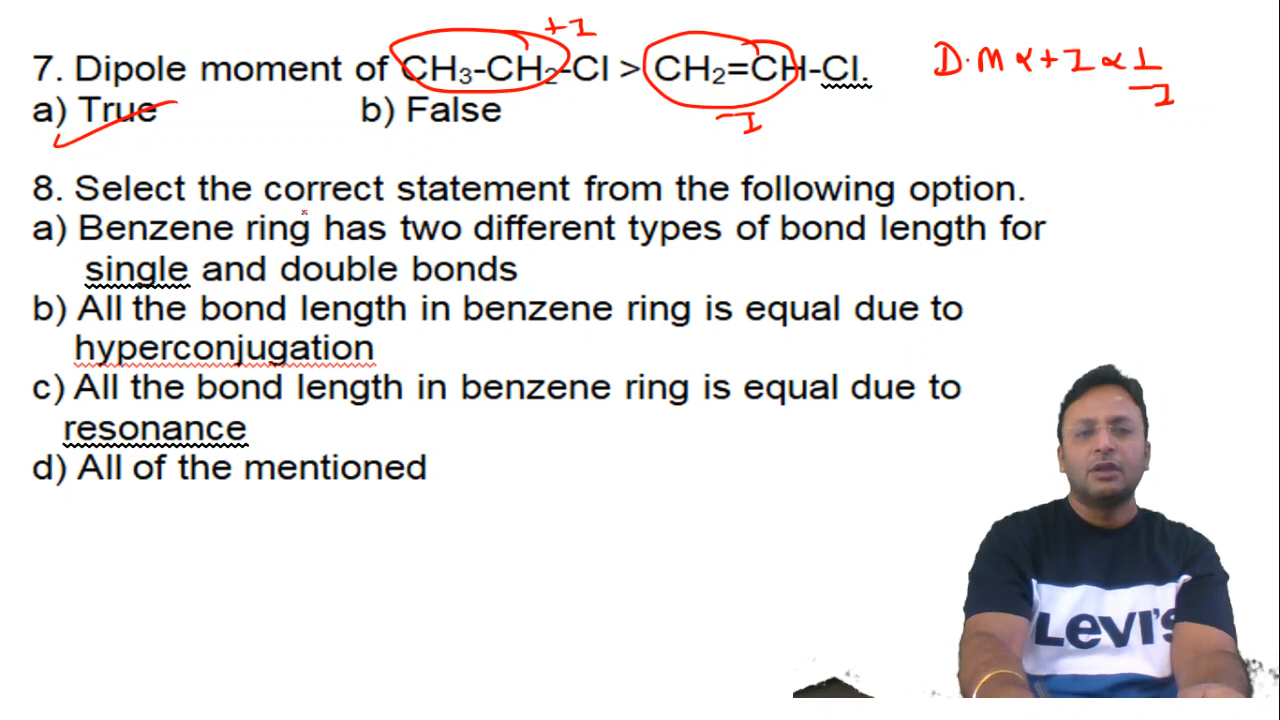 +I
7. Dipole moment of CH₃-CH₂-Cl > CH₂=CH-Cl. D.M α +I α 1/-I
a) True b) False
-I
8. Select the correct statement from the following option.
a) Benzene ring has two different types of bond length for
single and double bonds
b) All the bond length in benzene ring is equal due to
hyperconjugation
c) All the bond length in benzene ring is equal due to
resonance
d) All of the mentioned
Levi's